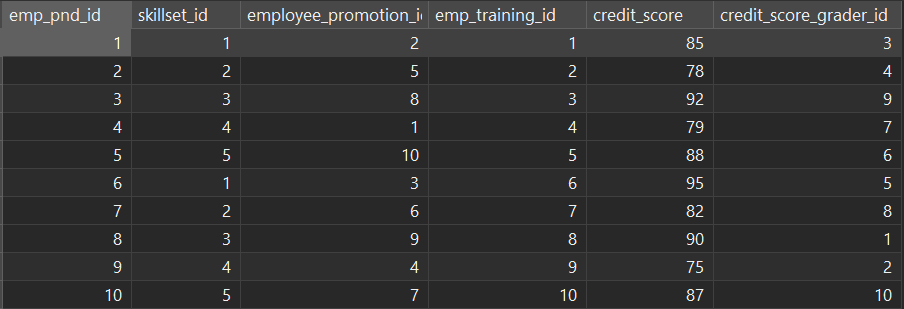 emp_pnd_id skillset_id employee_promotion_id emp_training_id credit_score credit_score_grader_id
1 1 2 1 85 3
2 2 5 2 78 4
3 3 8 3 92 9
4 4 1 4 79 7
5 5 10 5 88 6
6 1 3 6 95 5
7 2 6 7 82 8
8 3 9 8 90 1
9 4 4 9 75 2
10 5 7 10 87 10